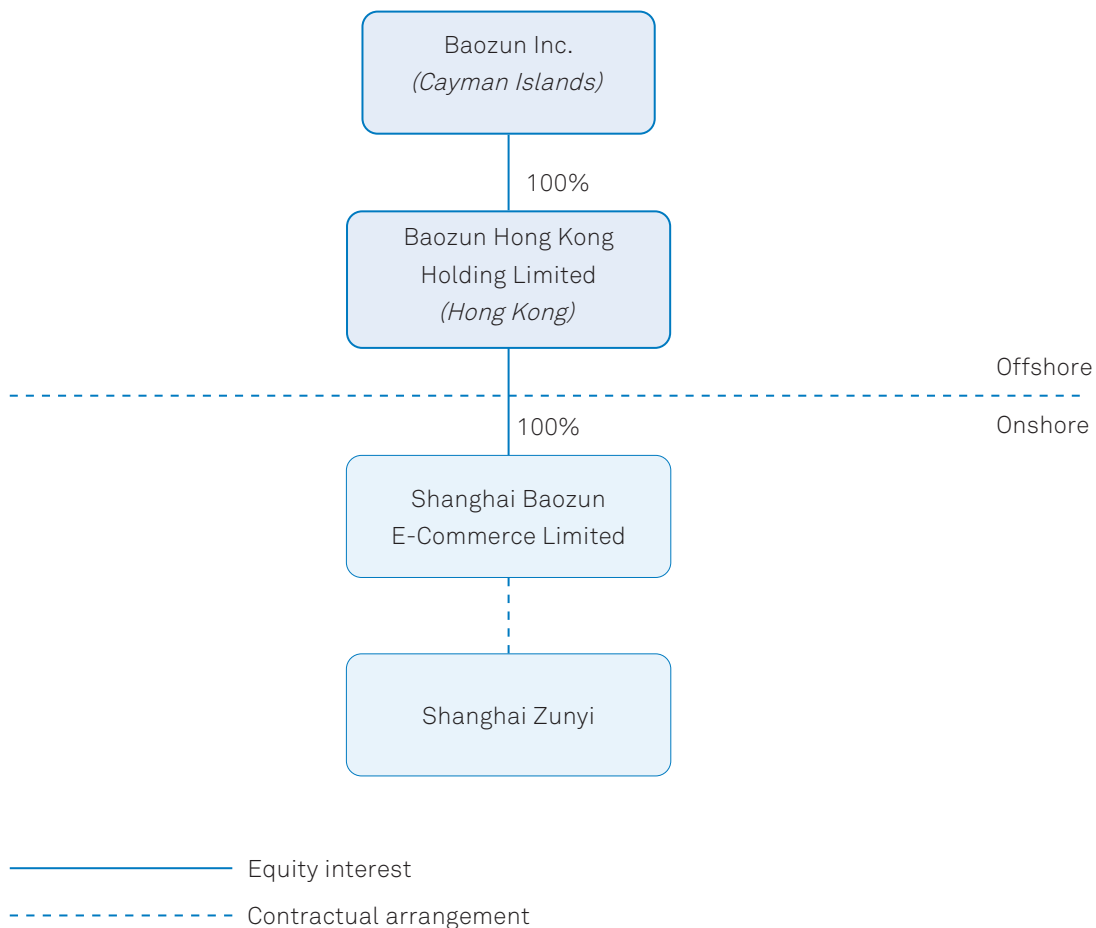 Baozun Inc.
(Cayman Islands)
100%
Baozun Hong Kong
Holding Limited
(Hong Kong)
Offshore
Onshore
100%
Shanghai Baozun
E-Commerce Limited
Shanghai Zunyi
Equity interest
Contractual arrangement